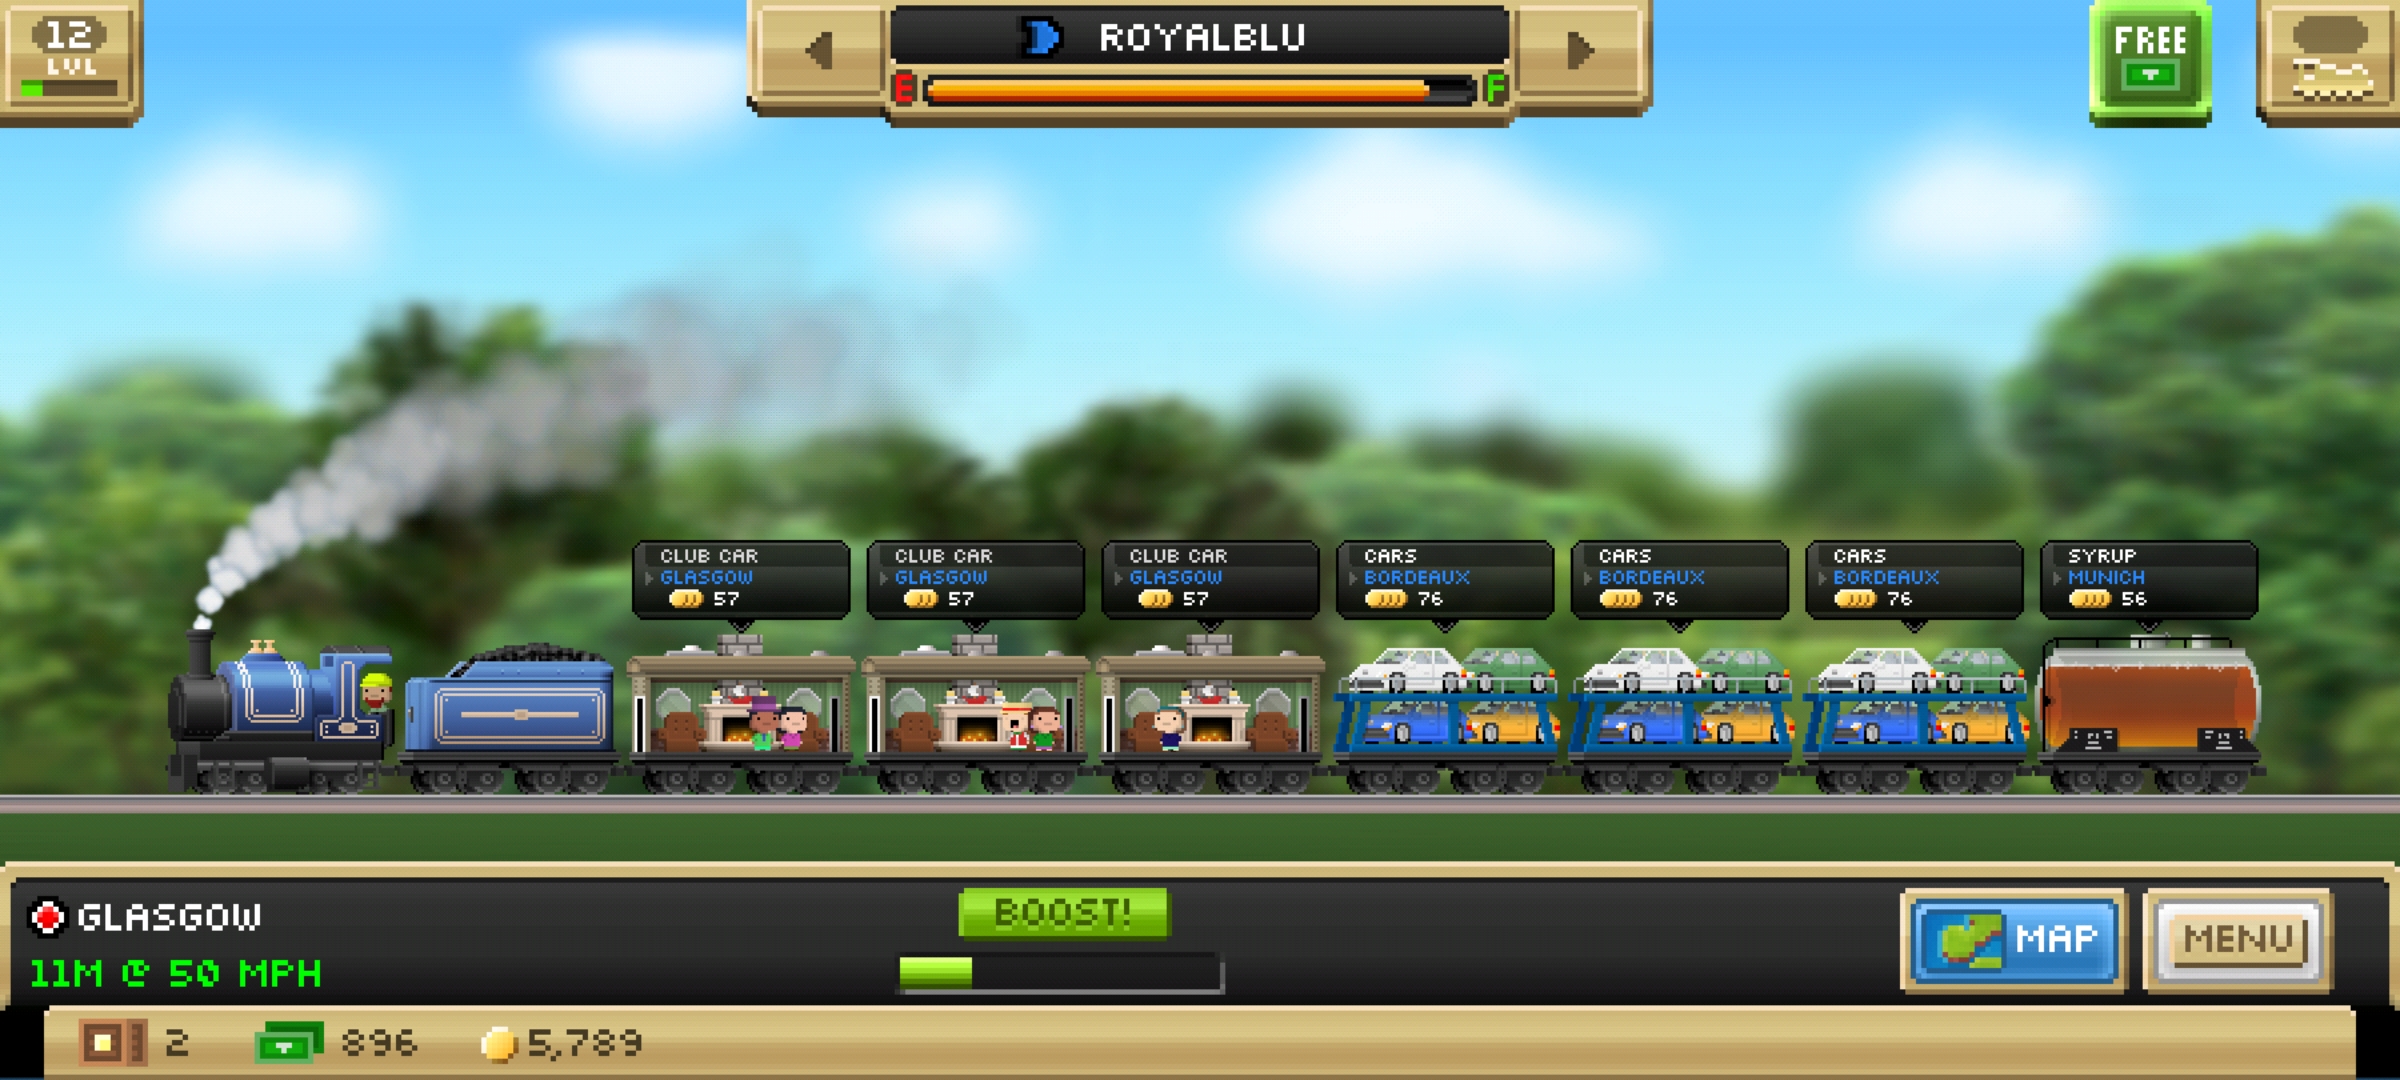 12
LVL
ROYALBLU
E
F
FREE
CLUB CAR
GLASGOW
57
CLUB CAR
GLASGOW
57
CLUB CAR
GLASGOW
57
CARS
BORDEAUX
76
CARS
BORDEAUX
76
CARS
BORDEAUX
76
SYRUP
MUNICH
56
GLASGOW
11M @ 50 MPH
BOOST!
MAP
MENU
2
896
5,789